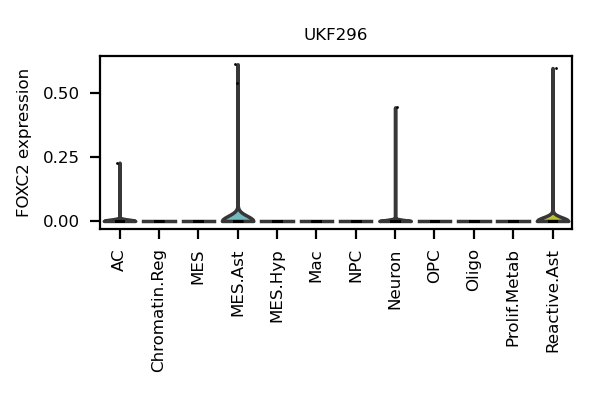 UKF296
FOXC2 expression
0.50
0.25
0.00
AC
Chromatin.Reg
MES
MES.Ast
MES.Hyp
Mac
NPC
Neuron
OPC
Oligo
Prolif.Metab
Reactive.Ast